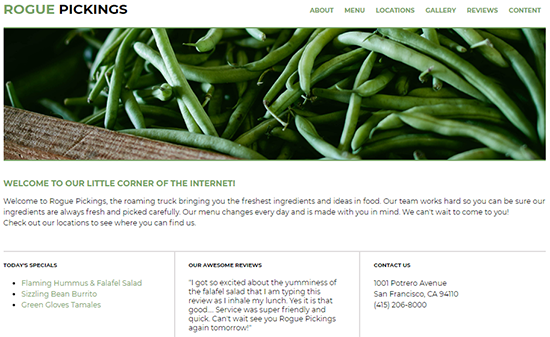 ROGUE PICKINGS
ABOUT MENU LOCATIONS GALLERY REVIEWS CONTENT
WELCOME TO OUR LITTLE CORNER OF THE INTERNET!
Welcome to Rogue Pickings, the roaming truck bringing you the freshest ingredients and ideas in food. Our team works hard so you can be sure our
ingredients are always fresh and picked carefully. Our menu changes every day and is made with you in mind. We can't wait to come to you!
Check out our locations to see where you can find us.
TODAY'S SPECIALS
Flaming Hummus & Falafel Salad
Sizzling Bean Burrito
Green Gloves Tamales
OUR AWESOME REVIEWS
"I got so excited about the yumminess of
the falafel salad that I am typing this
review as I inhale my lunch. Yes it is that
good.... Service was super friendly and
quick. Can't wait see you Rogue Pickings
again tomorrow!"
CONTACT US
1001 Potrero Avenue
San Francisco, CA 94110
(415) 206-8000